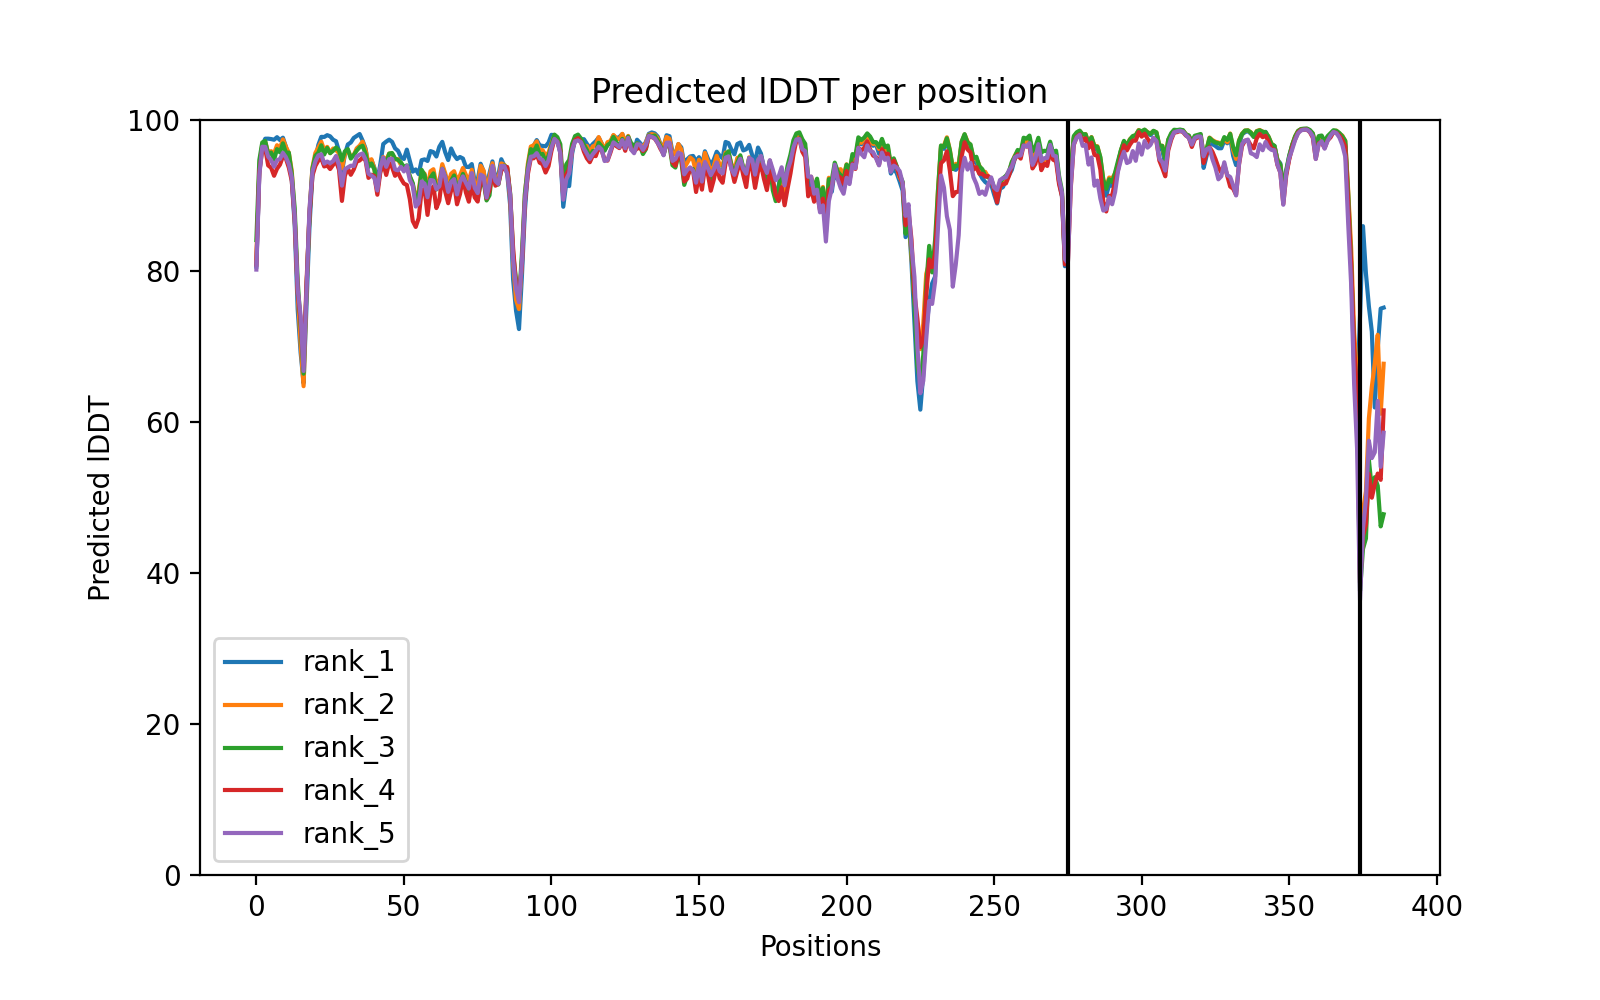 Predicted lDDT per position
100
80
60
40
20
0
Predicted lDDT
rank_1
rank_2
rank_3
rank_4
rank_5
0 50 100 150 200 250 300 350 400
Positions